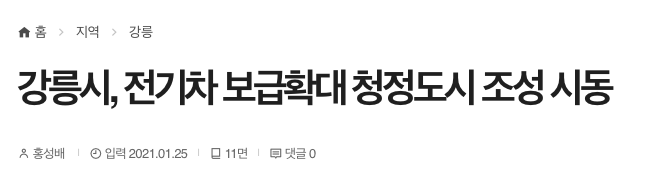 홈 > 지역 > 강릉
강릉시, 전기차 보급확대 청정도시 조성 시동
홍성배 | 입력 2021.01.25 | 11면 | 댓글 0